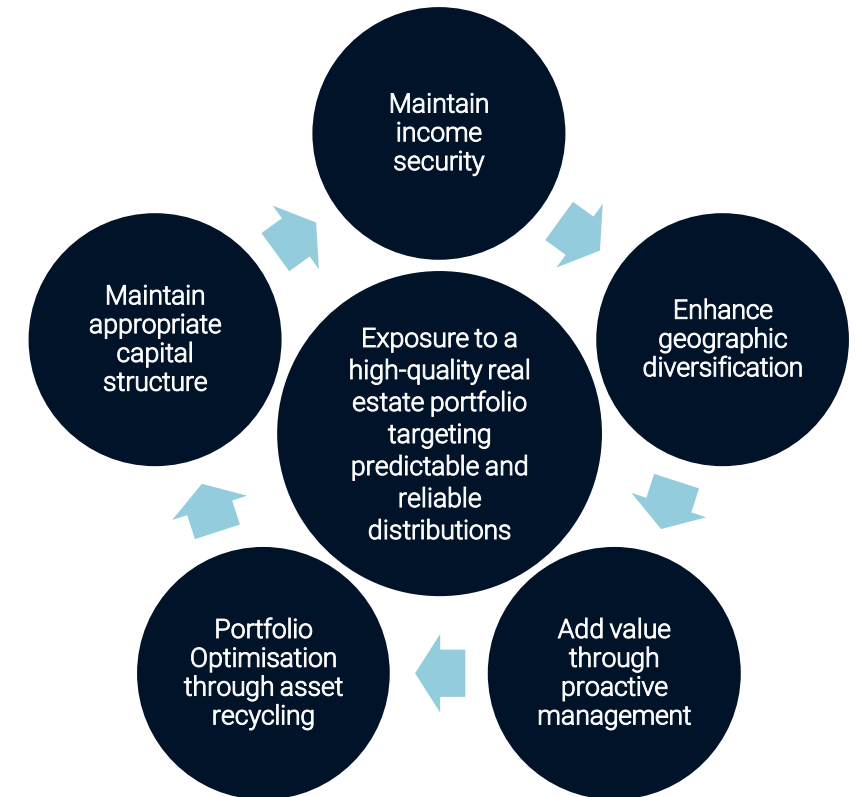 Maintain
income
security
Enhance
geographic
diversification
Add value
through
proactive
management
Portfolio
Optimisation
through asset
recycling
Maintain
appropriate
capital
structure
Exposure to a
high-quality real
estate portfolio
targeting
predictable and
reliable
distributions